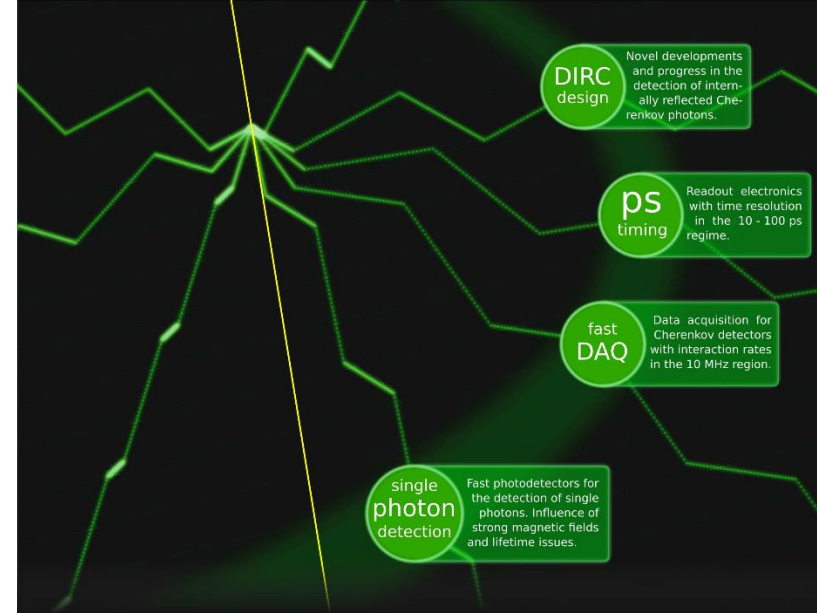 DIRC
design
Novel developments
and progress in the
detection of intern-
ally reflected Che-
renkov photons.
ps
timing
Readout electronics
with time resolution
in the 10 - 100 ps
regime.
fast
DAQ
Data acquisition for
Cherenkov detectors
with interaction rates
in the 10 MHz region.
single
photon
detection
Fast photodetectors for
the detection of single
photons. Influence of
strong magnetic fields
and lifetime issues.